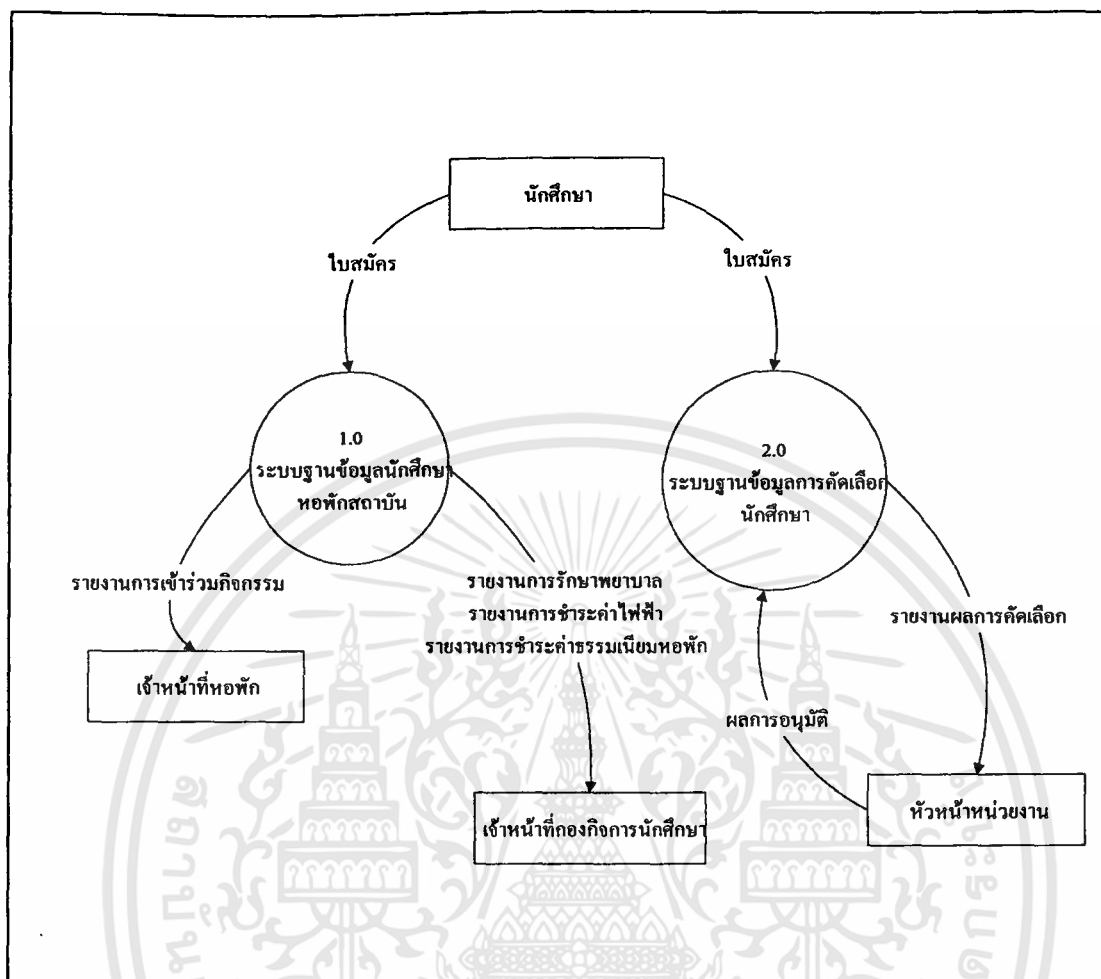 นักศึกษา
ใบสมัคร
ใบสมัคร
1.0
ระบบฐานข้อมูลนักศึกษา
หอพักสถาบัน
2.0
ระบบฐานข้อมูลการคัดเลือก
นักศึกษา
รายงานการเข้าร่วมกิจกรรม
รายงานการรักษาพยาบาล
รายงานการชำระค่าไฟฟ้า
รายงานการชำระค่าธรรมเนียมหอพัก
รายงานผลการคัดเลือก
เจ้าหน้าที่หอพัก
ผลการอนุมัติ
เจ้าหน้าที่กองกิจการนักศึกษา
หัวหน้าหน่วยงาน